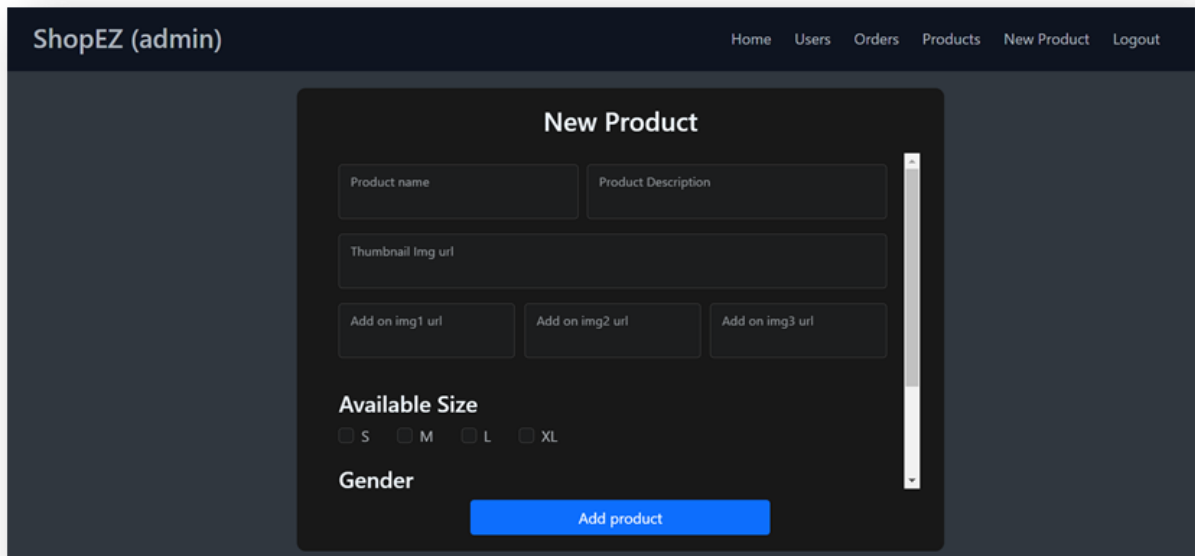 ShopEZ (admin)
Home Users Orders Products New Product Logout
New Product
Product name
Product Description
Thumbnail Img url
Add on img1 url
Add on img2 url
Add on img3 url
Available Size
S M L XL
Gender
Add product